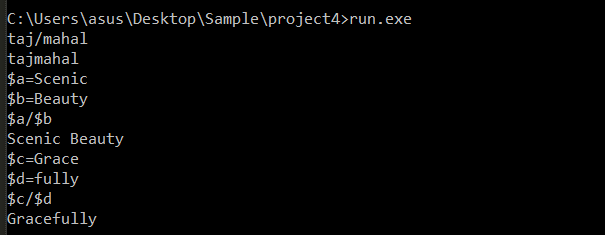 C:\Users\asus\Desktop\Sample\project4>run.exe
taj/mahal
tajmahal
$a=Scenic
$b=Beauty
$a/$b
Scenic Beauty
$c=Grace
$d=fully
$c/$d
Gracefully